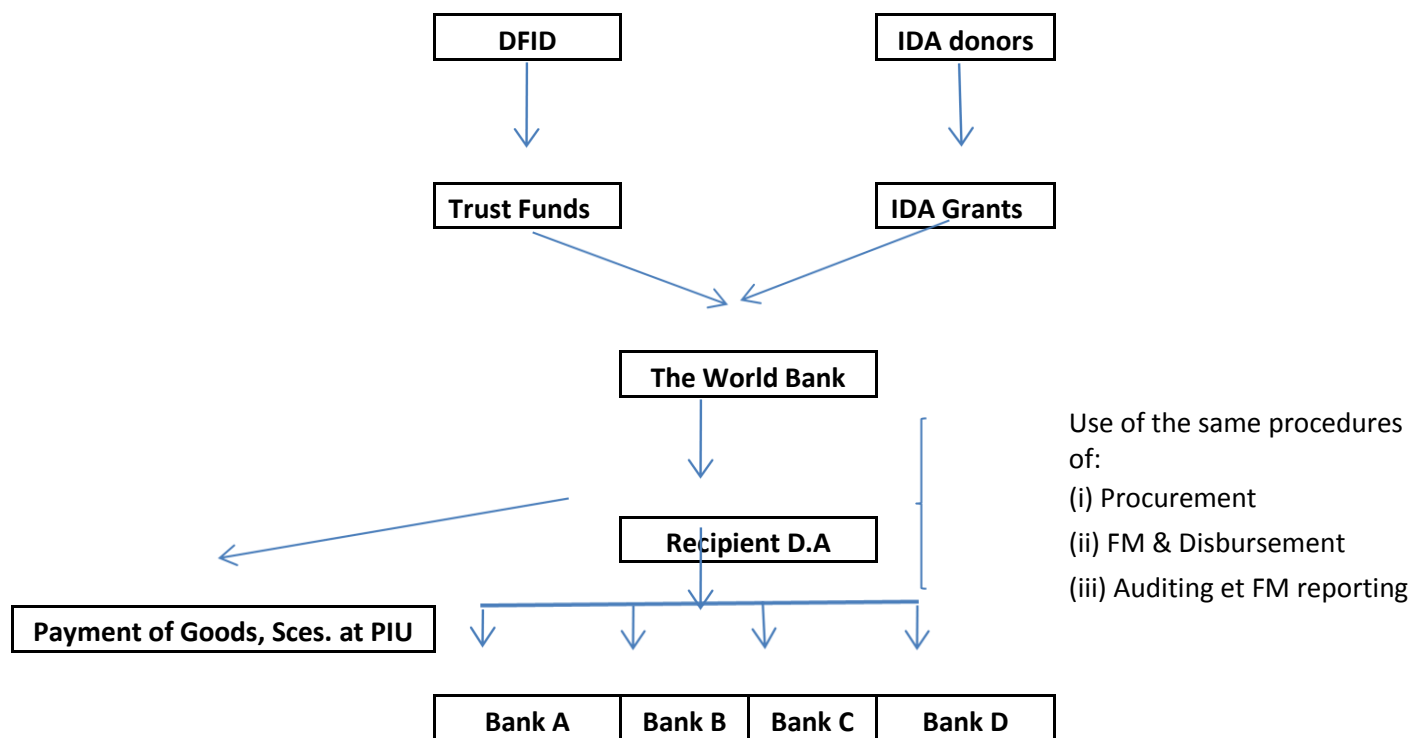 DFID
IDA donors
Trust Funds
IDA Grants
The World Bank
Use of the same procedures
of:
(i) Procurement
(ii) FM & Disbursement
(iii) Auditing et FM reporting
Recipient D.A
Payment of Goods, Sces. at PIU
Bank A
Bank B
Bank C
Bank D